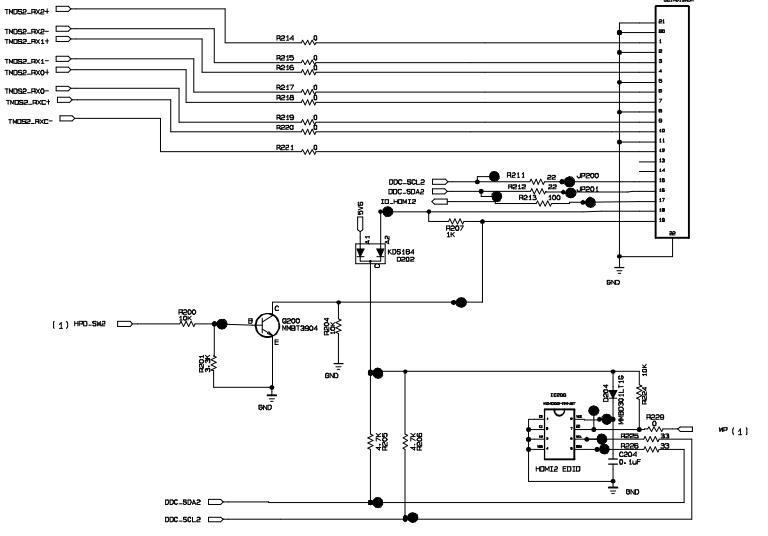 TMDS2_RX2+
TMDS2_RX2-
TMDS2_RX1+
TMDS2_RX1-
TMDS2_RX0+
TMDS2_RX0-
TMDS2_RXC+
TMDS2_RXC-
R214 0
R215 0
R216 0
R217 0
R218 0
R219 0
R220 0
R221 0
21
20
1
2
3
4
5
6
7
8
9
10
11
12
13
14
15
16
17
18
19
22
GND
DDC_SCL2 R211 22 JP200
DDC_SDA2 R212 22 JP201
IO_HDMI2 R213 100
5V6
A1 A2
C
KDS184
D202
R207
1K
(1) HPD_SW2
R200
10K
R201
3.3K
B C E
Q200
MMBT3904
GND
R204
10K
GND
R205
4.7K
R206
4.7K
D204
MMBD301LT1G
R224
10K
R229
0
WP (1)
R225 33
R226 33
C204
0.1uF
GND
HDMI2 EDID
DDC_SDA2
DDC_SCL2